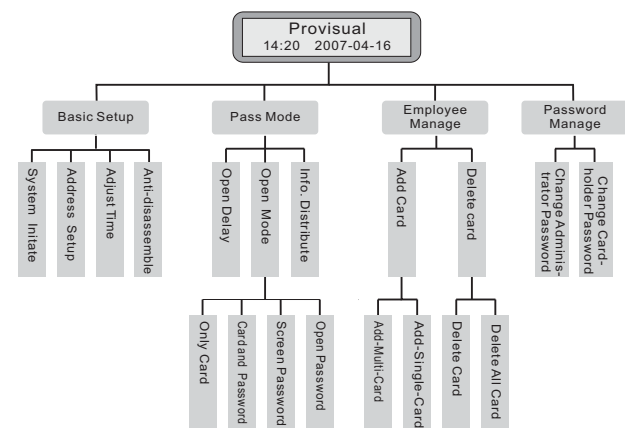 Provisual
14:20 2007-04-16
Basic Setup
Pass Mode
Employee
Manage
Password
Manage
System Initate
Address Setup
Adjust Time
Anti-disassemble
Open Delay
Open Mode
Info. Distribute
Add Card
Delete card
Change Adminis-
trator Password
Change Card-
holder Password
Only Card
Card and Password
Screen Password
Open Password
Add-Multi-Card
Add-Single-Card
Delete Card
Delete All Card